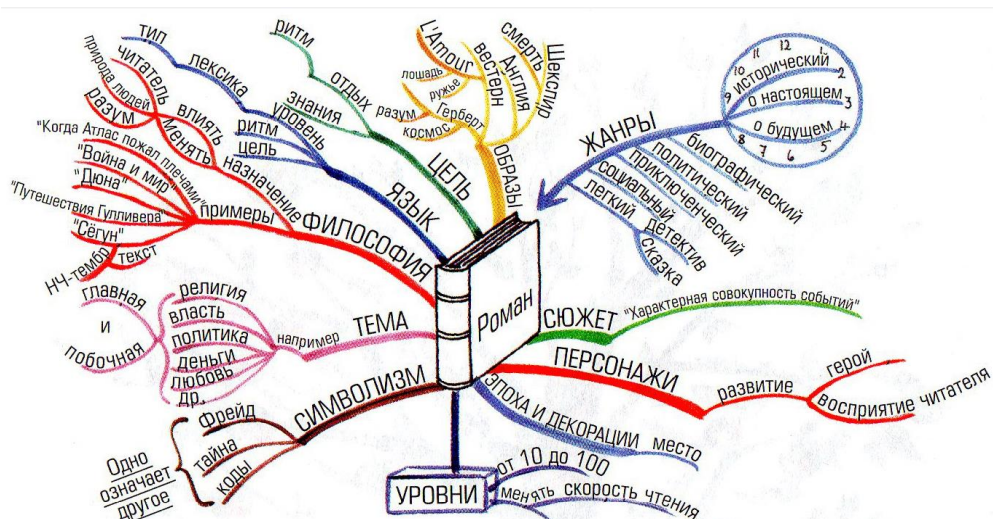 Роман
ЖАНРЫ
12
1
2
3
4
5
6
7
8
9
10
11
исторический
о настоящем
о будущем
биографический
политический
приключенческий
социальный
легкий
детектив
сказка
СЮЖЕТ
"Характерная совокупность событий"
ПЕРСОНАЖИ
развитие
герой
восприятие читателя
ЭПОХА И ДЕКОРАЦИИ
место
УРОВНИ
от 10 до 100
менять скорость чтения
СИМВОЛИЗМ
фрейд
тайна
коды
Одно
означает
другое
ТЕМА
например
религия
власть
политика
деньги
любовь
др.
главная
и
побочная
ФИЛОСОФИЯ
назначение
влиять
менять
читатель
природа людей
разум
примеры
"Когда Атлас пожал плечами"
"Война и мир"
"Дюна"
"Путешествия Гулливера"
"Сёгун"
НЧ-тембр
текст
ЯЗЫК
уровень
лексика
тип
ритм
цель
ЦЕЛЬ
отдых
ритм
знания
ОБРАЗЫ
L'Amour
лошадь
ружье
вестерн
Герберт
разум
космос
Англия
смерть
Шекспир